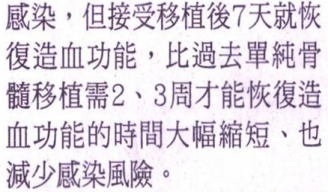 感染，但接受移植後7天就恢
復造血功能，比過去單純骨
髓移植需2、3周才能恢復造
血功能的時間大幅縮短、也
減少感染風險。